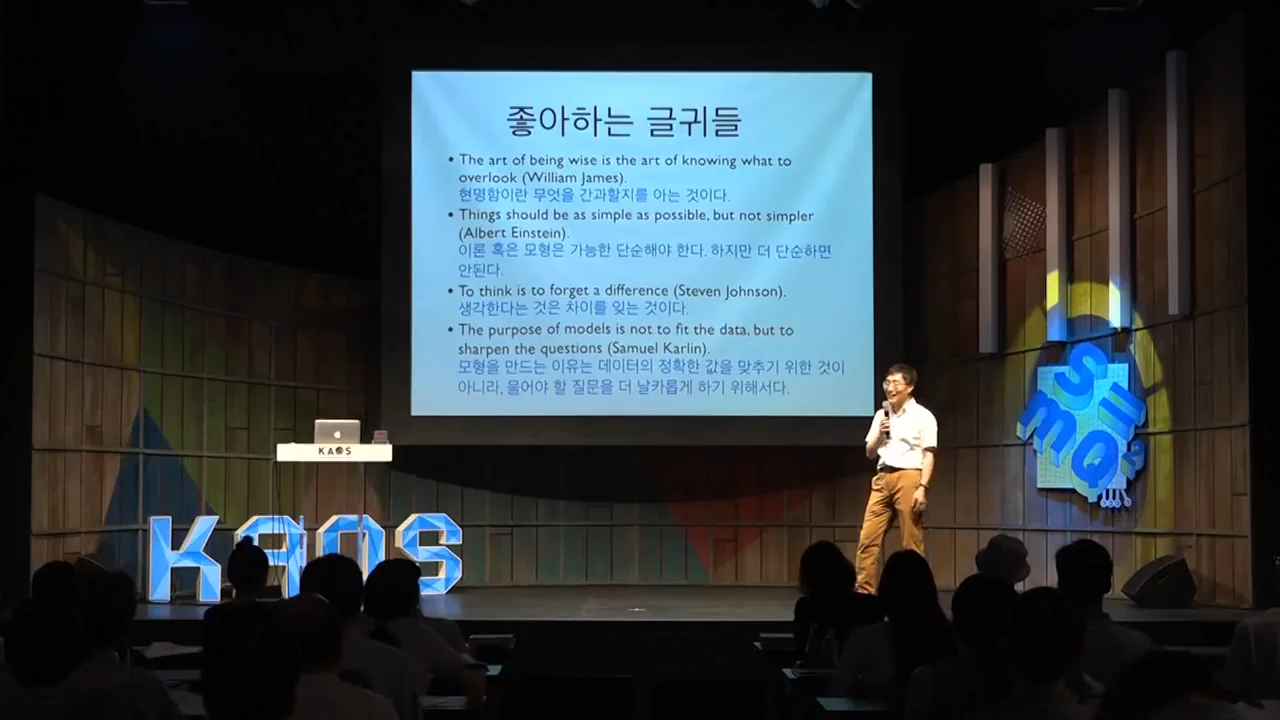 좋아하는 글귀들
• The art of being wise is the art of knowing what to
overlook (William James).
현명함이란 무엇을 간과할지를 아는 것이다.
• Things should be as simple as possible, but not simpler
(Albert Einstein).
이론 혹은 모형은 가능한 단순해야 한다. 하지만 더 단순하면
안된다.
• To think is to forget a difference (Steven Johnson).
생각한다는 것은 차이를 잊는 것이다.
• The purpose of models is not to fit the data, but to
sharpen the questions (Samuel Karlin).
모형을 만드는 이유는 데이터의 정확한 값을 맞추기 위한 것이
아니라, 물어야 할 질문을 더 날카롭게 하기 위해서다.
KAOS
KAOS